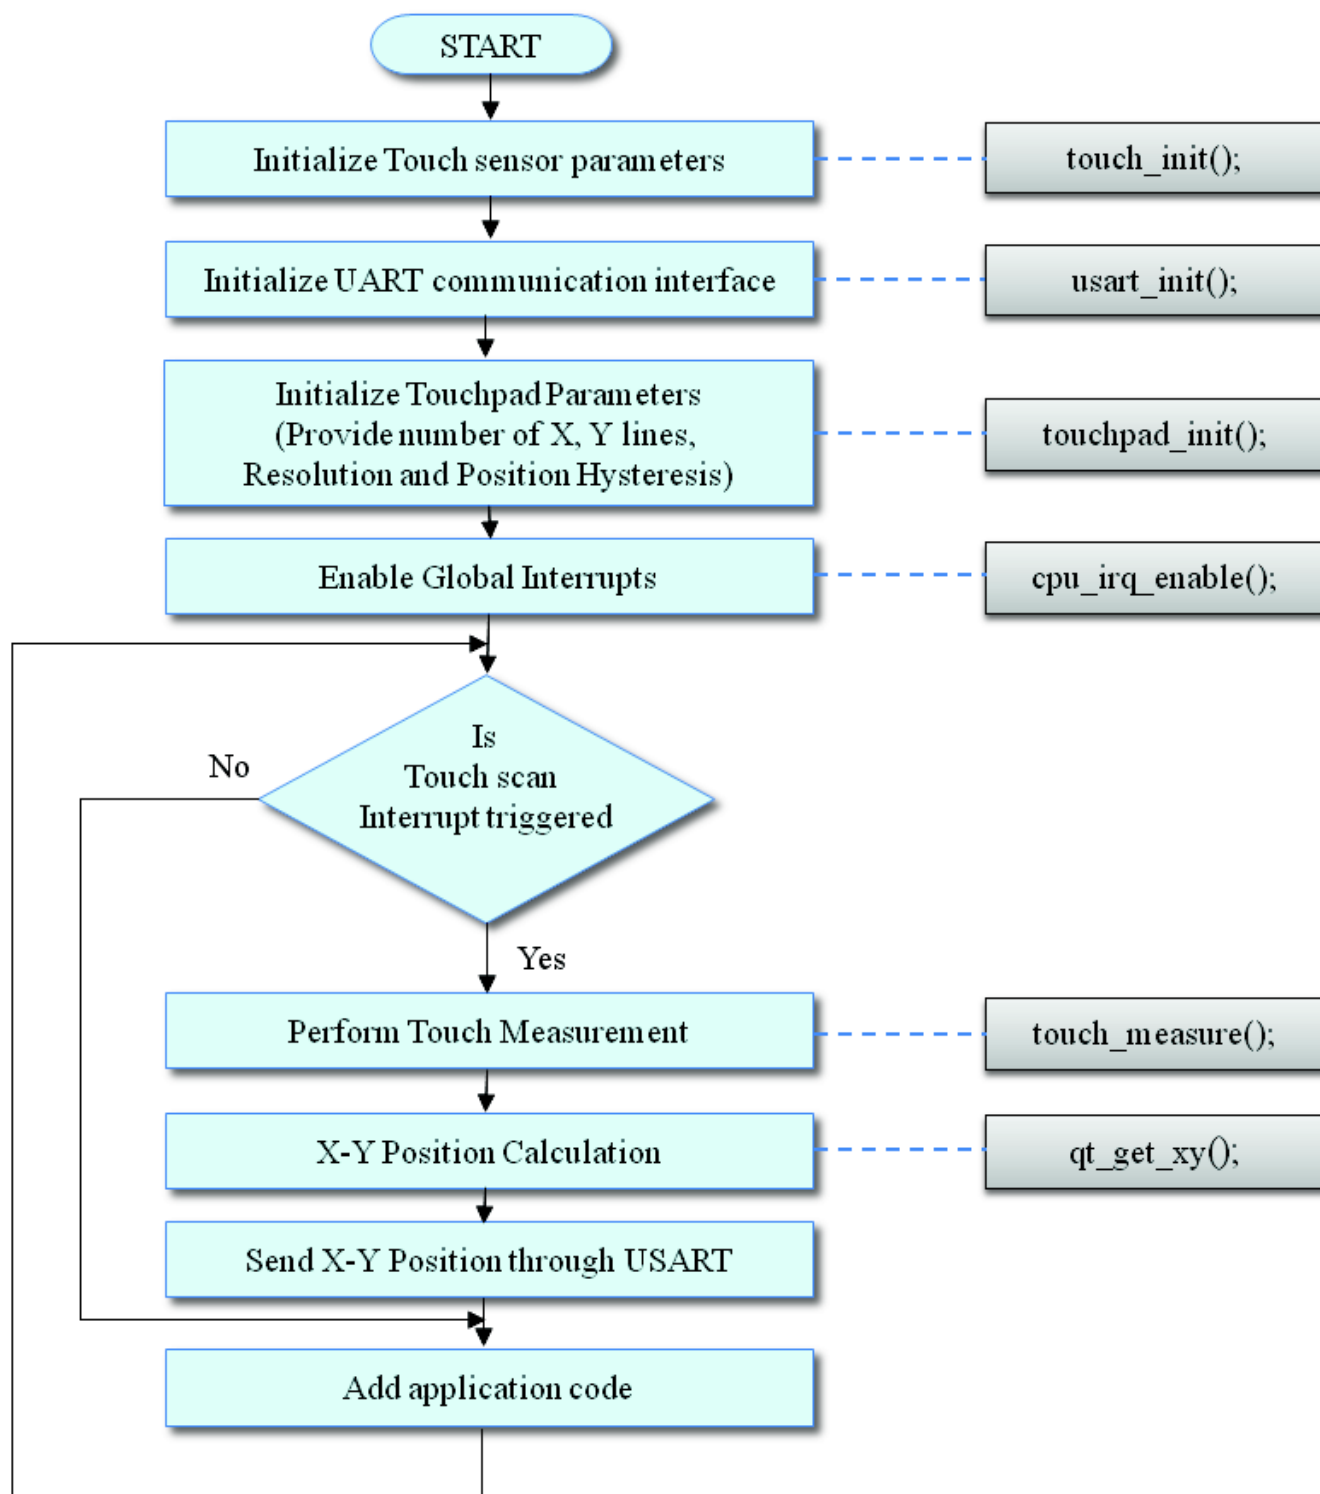 START
Initialize Touch sensor parameters
touch_init();
Initialize UART communication interface
usart_init();
Initialize Touchpad Parameters
(Provide number of X, Y lines,
Resolution and Position Hysteresis)
touchpad_init();
Enable Global Interrupts
cpu_irq_enable();
Is
Touch scan
Interrupt triggered
No
Yes
Perform Touch Measurement
touch_measure();
X-Y Position Calculation
qt_get_xy();
Send X-Y Position through USART
Add application code